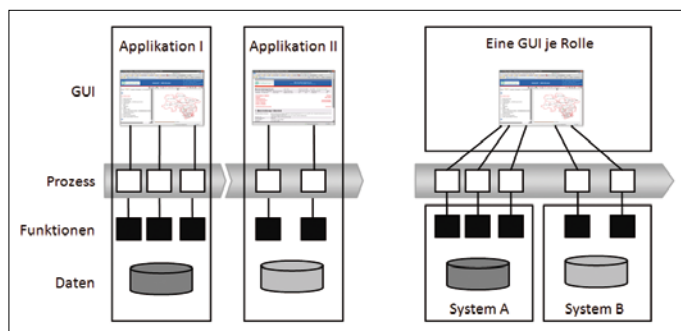 Applikation I
Applikation II
Eine GUI je Rolle
GUI
Prozess
Funktionen
Daten
System A
System B